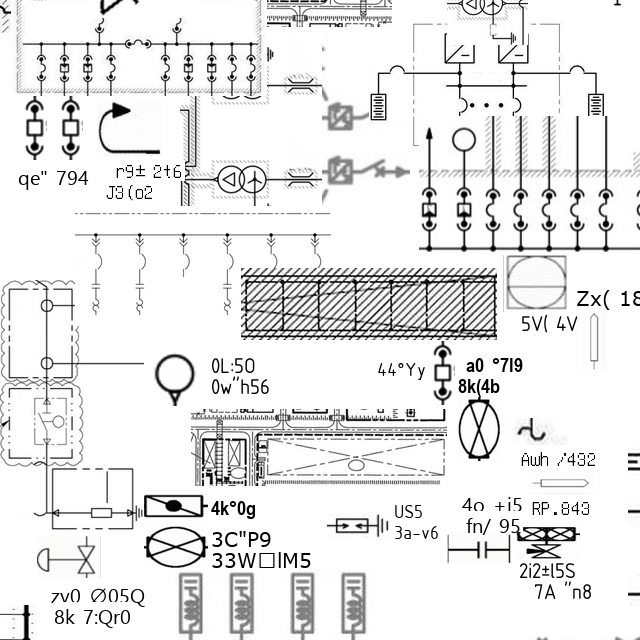 qe" 794
r9± 2t6
J3(o2
Zx( 18
5V( 4V
0L:50
0w"h56
44°Yy
a0 °7l9
8k(4b
Awh /432
4k°0g
US5
3a-v6
4o +i5
fn/ 95
RP.843
3C"P9
33W□lM5
2i2±l5S
7A "n8
zv0 Ø05Q
8k 7:Qr0